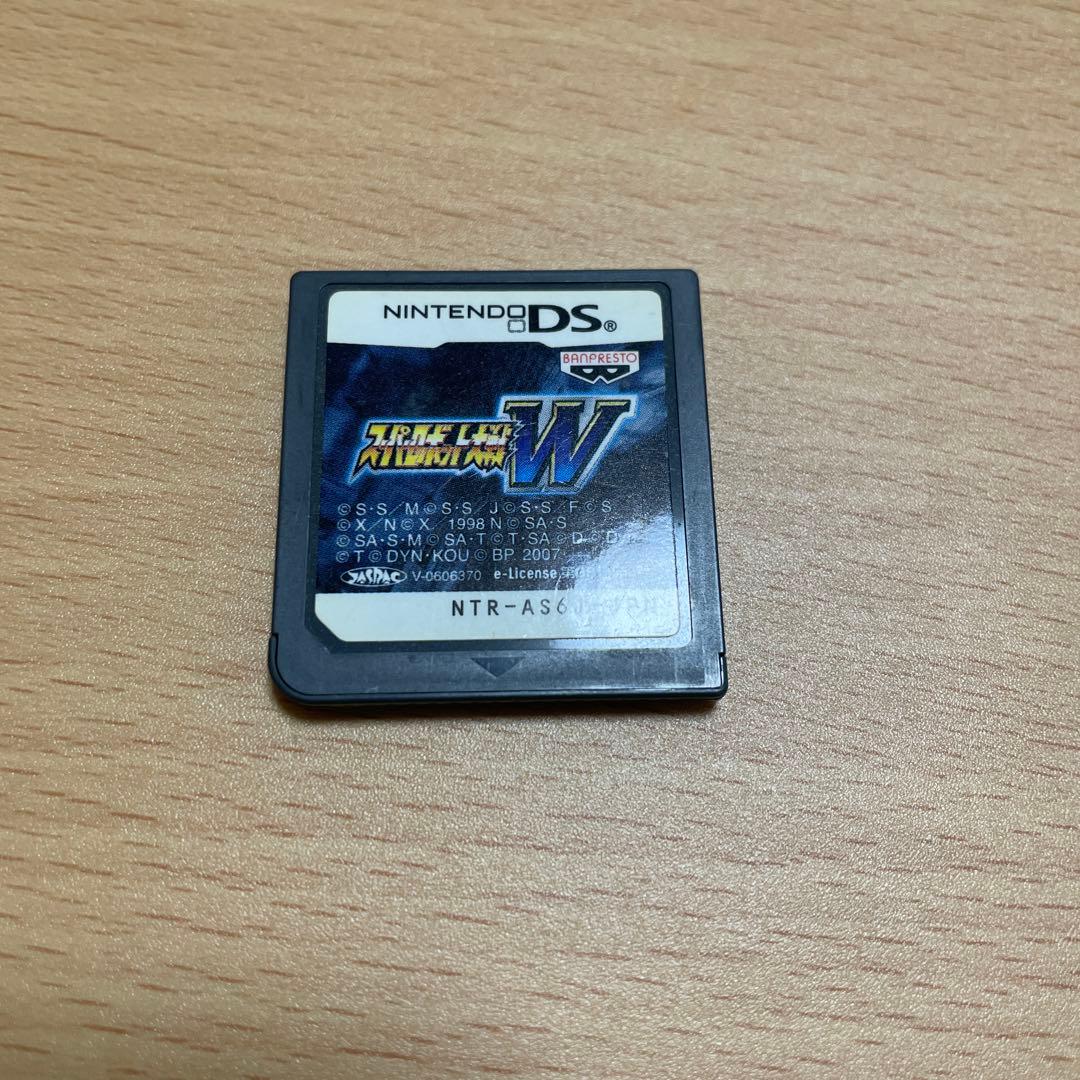 NINTENDO DS®
BANPRESTO
スーパーロボット大戦W
©S·S/M©S·S J©S·S/F©S
©X/N©X/1998 N©SA·S
©SA·S·M©SA·T©T·SA©D©D
©T©DYN·KOU©BP 2007
JASRAC V-0606370 e-License
NTR-AS6J